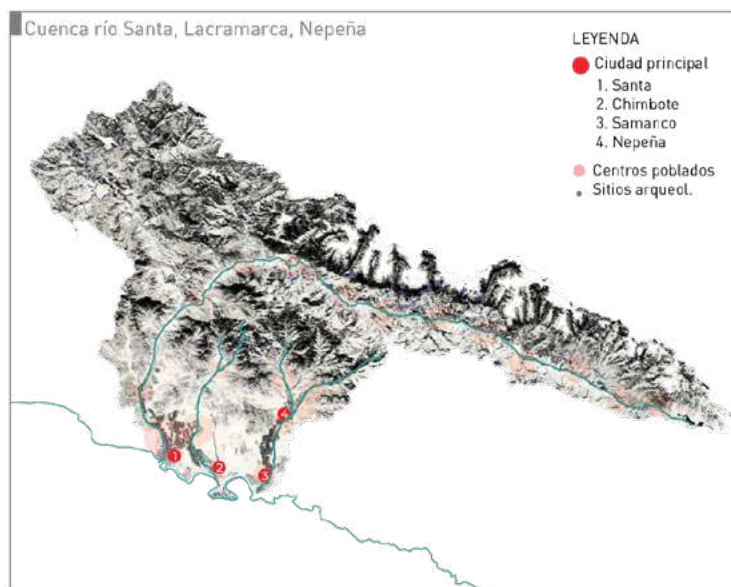 Cuenca río Santa, Lacramarca, Nepeña
LEYENDA
Ciudad principal
1. Santa
2. Chimbote
3. Samanco
4. Nepeña
Centros poblados
Sitios arqueol.
4
1
2
3